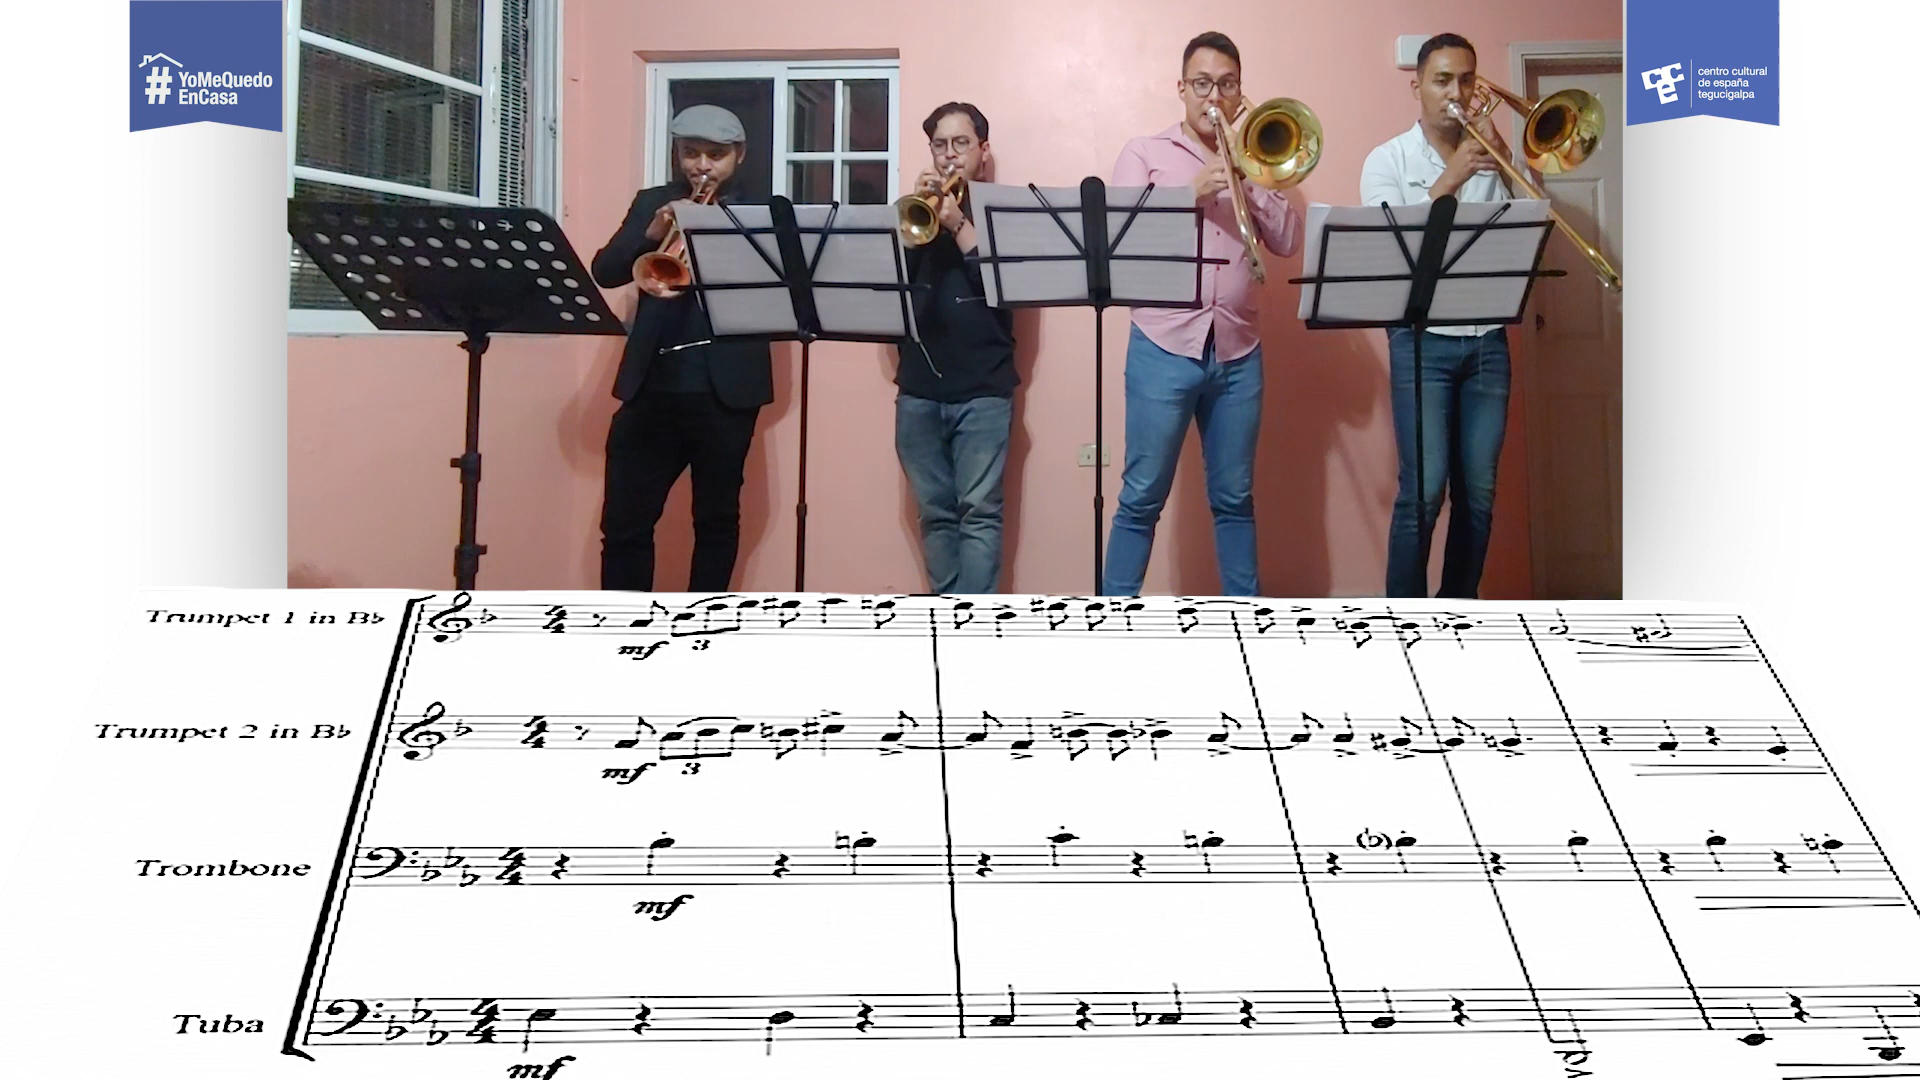 #YoMeQuedo
EnCasa
cce
centro cultural
de españa
tegucigalpa
Trumpet 1 in B♭
mf
3
Trumpet 2 in B♭
mf
3
Trombone
mf
Tuba
mf